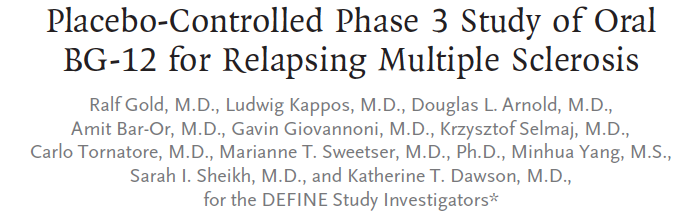 Placebo-Controlled Phase 3 Study of Oral
BG-12 for Relapsing Multiple Sclerosis
Ralf Gold, M.D., Ludwig Kappos, M.D., Douglas L. Arnold, M.D.,
Amit Bar-Or, M.D., Gavin Giovannoni, M.D., Krzysztof Selmaj, M.D.,
Carlo Tornatore, M.D., Marianne T. Sweetser, M.D., Ph.D., Minhua Yang, M.S.,
Sarah I. Sheikh, M.D., and Katherine T. Dawson, M.D.,
for the DEFINE Study Investigators*